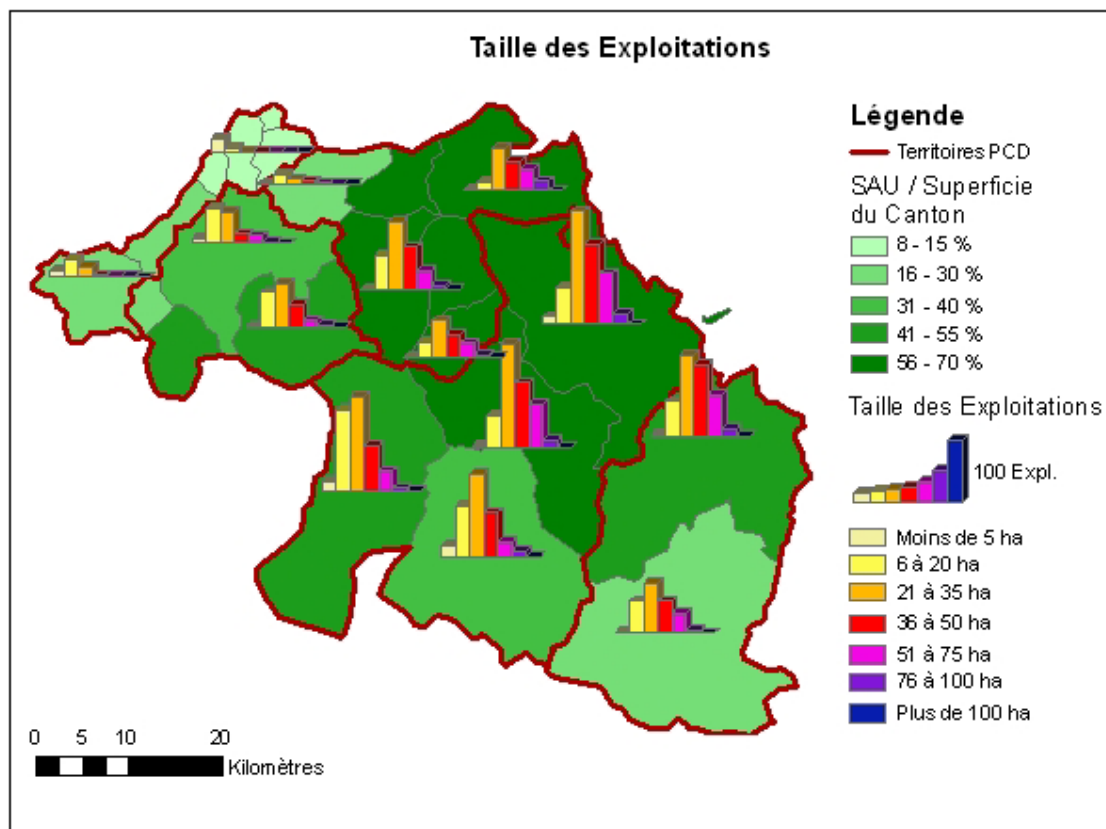 Taille des Exploitations
Légende
Territoires PCD
SAU / Superficie
du Canton
8 - 15 %
16 - 30 %
31 - 40 %
41 - 55 %
56 - 70 %
Taille des Exploitations
100 Expl.
Moins de 5 ha
6 à 20 ha
21 à 35 ha
36 à 50 ha
51 à 75 ha
76 à 100 ha
Plus de 100 ha
0 5 10 20
Kilomètres